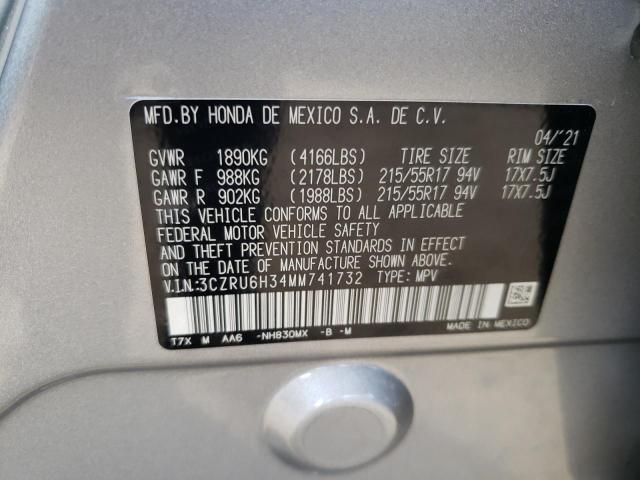 MFD. BY HONDA DE MEXICO S.A. DE C.V.
04/'21
GVWR 1890KG (4166LBS) TIRE SIZE RIM SIZE
GAWR F 988KG (2178LBS) 215/55R17 94V 17X7.5J
GAWR R 902KG (1988LBS) 215/55R17 94V 17X7.5J
THIS VEHICLE CONFORMS TO ALL APPLICABLE
FEDERAL MOTOR VEHICLE SAFETY
AND THEFT PREVENTION STANDARDS IN EFFECT
ON THE DATE OF MANUFACTURE SHOWN ABOVE.
V.I.N.:3CZRU6H34MM741732 TYPE: MPV
T7X M AA6 -NH830MX -B -M
MADE IN MEXICO